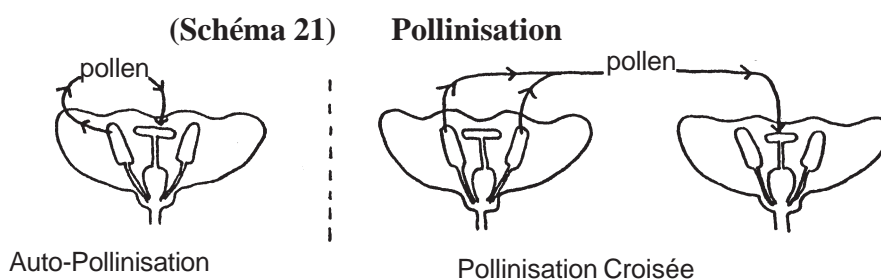 (Schéma 21) Pollinisation
pollen
pollen
Auto-Pollinisation
Pollinisation Croisée